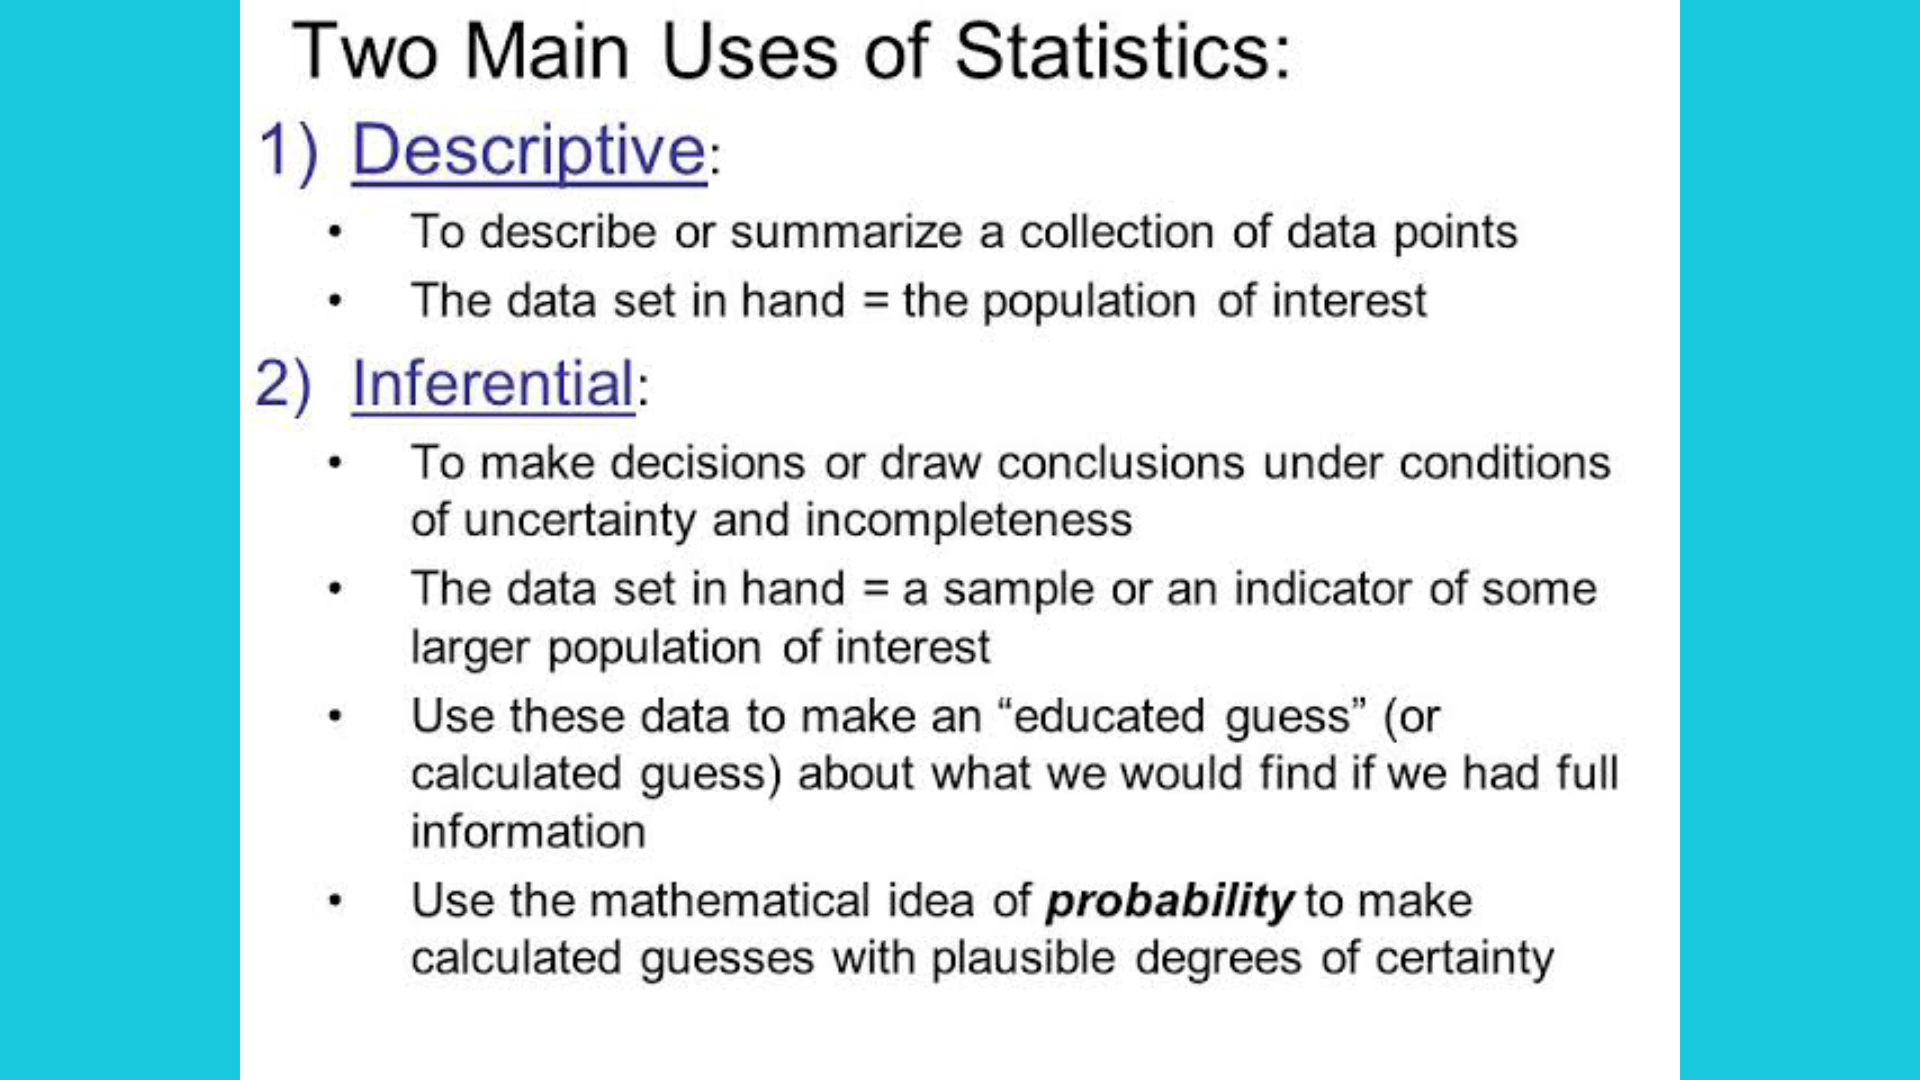 Two Main Uses of Statistics:
1) Descriptive:
• To describe or summarize a collection of data points
• The data set in hand = the population of interest
2) Inferential:
• To make decisions or draw conclusions under conditions
of uncertainty and incompleteness
• The data set in hand = a sample or an indicator of some
larger population of interest
• Use these data to make an “educated guess” (or
calculated guess) about what we would find if we had full
information
• Use the mathematical idea of probability to make
calculated guesses with plausible degrees of certainty